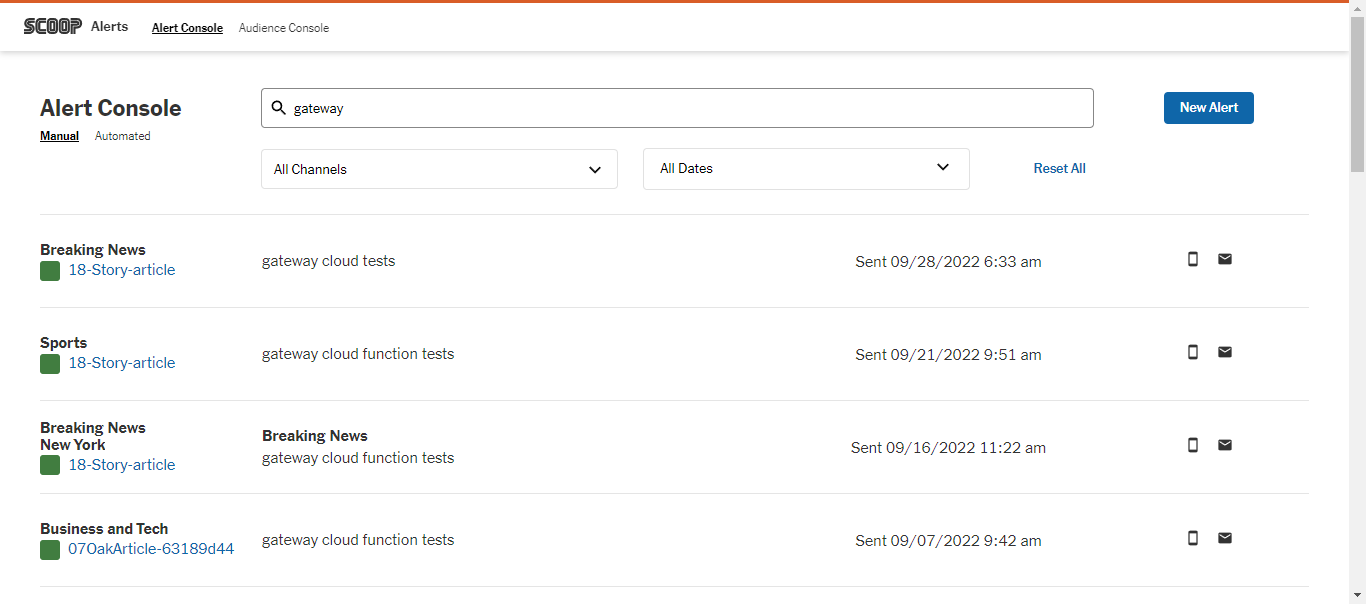 SCOOP Alerts Alert Console Audience Console
Alert Console
gateway
New Alert
Manual Automated
All Channels
All Dates
Reset All
Breaking News
18-Story-article
gateway cloud tests
Sent 09/28/2022 6:33 am
Sports
18-Story-article
gateway cloud function tests
Sent 09/21/2022 9:51 am
Breaking News
New York
18-Story-article
Breaking News
gateway cloud function tests
Sent 09/16/2022 11:22 am
Business and Tech
07OakArticle-63189d44
gateway cloud function tests
Sent 09/07/2022 9:42 am